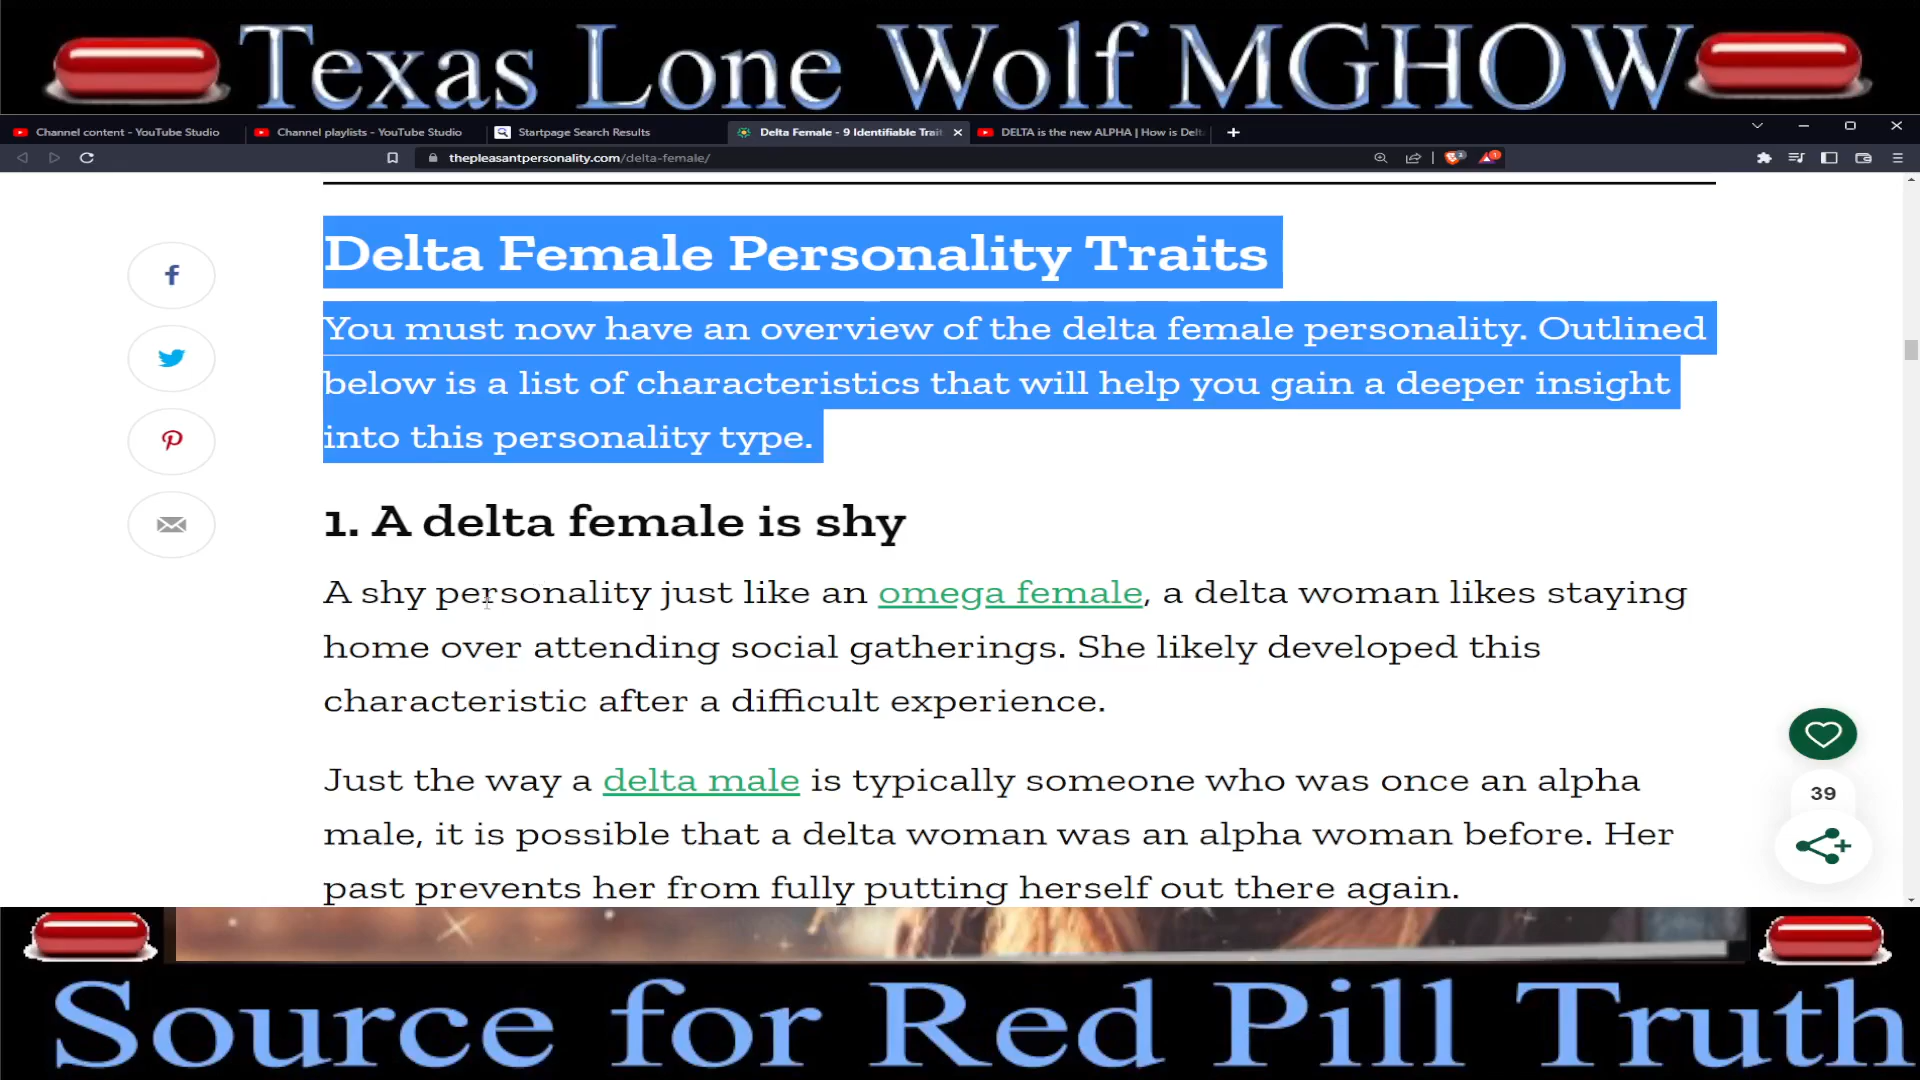 Texas Lone Wolf MGHOW
Channel content - YouTube Studio
Channel playlists - YouTube Studio
Startpage Search Results
Delta Female - 9 Identifiable Trait
DELTA is the new ALPHA | How is Delt
thepleasantpersonality.com/delta-female/
Delta Female Personality Traits
You must now have an overview of the delta female personality. Outlined
below is a list of characteristics that will help you gain a deeper insight
into this personality type.
1. A delta female is shy
A shy personality just like an omega female, a delta woman likes staying
home over attending social gatherings. She likely developed this
characteristic after a difficult experience.
Just the way a delta male is typically someone who was once an alpha
male, it is possible that a delta woman was an alpha woman before. Her
past prevents her from fully putting herself out there again.
39
Source for Red Pill Truth